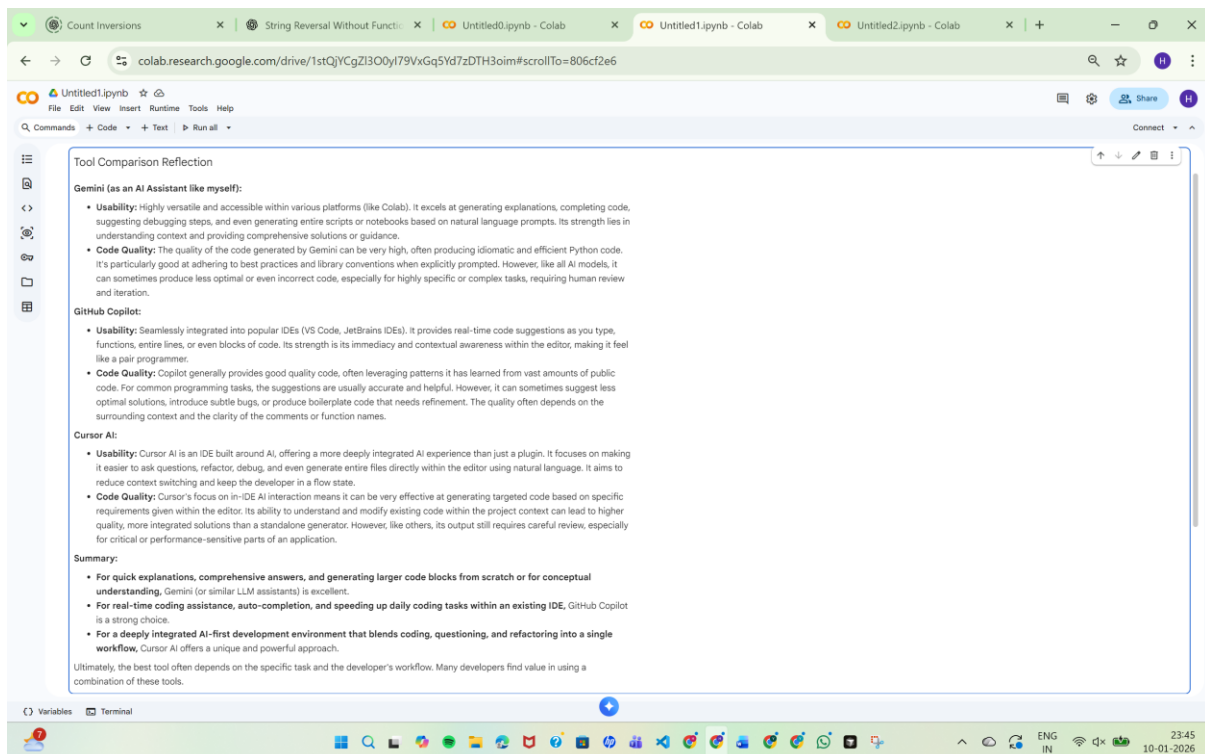 Count Inversions
String Reversal Without Functio
Untitled0.ipynb - Colab
Untitled1.ipynb - Colab
Untitled2.ipynb - Colab
colab.research.google.com/drive/1stQjYCgZl3O0yI79VxGq5Yd7zDTH3oim#scrollTo=806cf2e6
H
Untitled1.ipynb
File Edit View Insert Runtime Tools Help
Share
H
Commands + Code + Text Run all
Connect
Tool Comparison Reflection
Gemini (as an AI Assistant like myself):
• Usability: Highly versatile and accessible within various platforms (like Colab). It excels at generating explanations, completing code,
suggesting debugging steps, and even generating entire scripts or notebooks based on natural language prompts. Its strength lies in
understanding context and providing comprehensive solutions or guidance.
• Code Quality: The quality of the code generated by Gemini can be very high, often producing idiomatic and efficient Python code.
It's particularly good at adhering to best practices and library conventions when explicitly prompted. However, like all AI models, it
can sometimes produce less optimal or even incorrect code, especially for highly specific or complex tasks, requiring human review
and iteration.
GitHub Copilot:
• Usability: Seamlessly integrated into popular IDEs (VS Code, JetBrains IDEs). It provides real-time code suggestions as you type,
functions, entire lines, or even blocks of code. Its strength is its immediacy and contextual awareness within the editor, making it feel
like a pair programmer.
• Code Quality: Copilot generally provides good quality code, often leveraging patterns it has learned from vast amounts of public
code. For common programming tasks, the suggestions are usually accurate and helpful. However, it can sometimes suggest less
optimal solutions, introduce subtle bugs, or produce boilerplate code that needs refinement. The quality often depends on the
surrounding context and the clarity of the comments or function names.
Cursor AI:
• Usability: Cursor AI is an IDE built around AI, offering a more deeply integrated AI experience than just a plugin. It focuses on making
it easier to ask questions, refactor, debug, and even generate entire files directly within the editor using natural language. It aims to
reduce context switching and keep the developer in a flow state.
• Code Quality: Cursor's focus on in-IDE AI interaction means it can be very effective at generating targeted code based on specific
requirements given within the editor. Its ability to understand and modify existing code within the project context can lead to higher
quality, more integrated solutions than a standalone generator. However, like others, its output still requires careful review, especially
for critical or performance-sensitive parts of an application.
Summary:
• For quick explanations, comprehensive answers, and generating larger code blocks from scratch or for conceptual
understanding, Gemini (or similar LLM assistants) is excellent.
• For real-time coding assistance, auto-completion, and speeding up daily coding tasks within an existing IDE, GitHub Copilot
is a strong choice.
• For a deeply integrated AI-first development environment that blends coding, questioning, and refactoring into a single
workflow, Cursor AI offers a unique and powerful approach.
Ultimately, the best tool often depends on the specific task and the developer's workflow. Many developers find value in using a
combination of these tools.
Variables Terminal
7
ENG
IN
23:45
10-01-2026